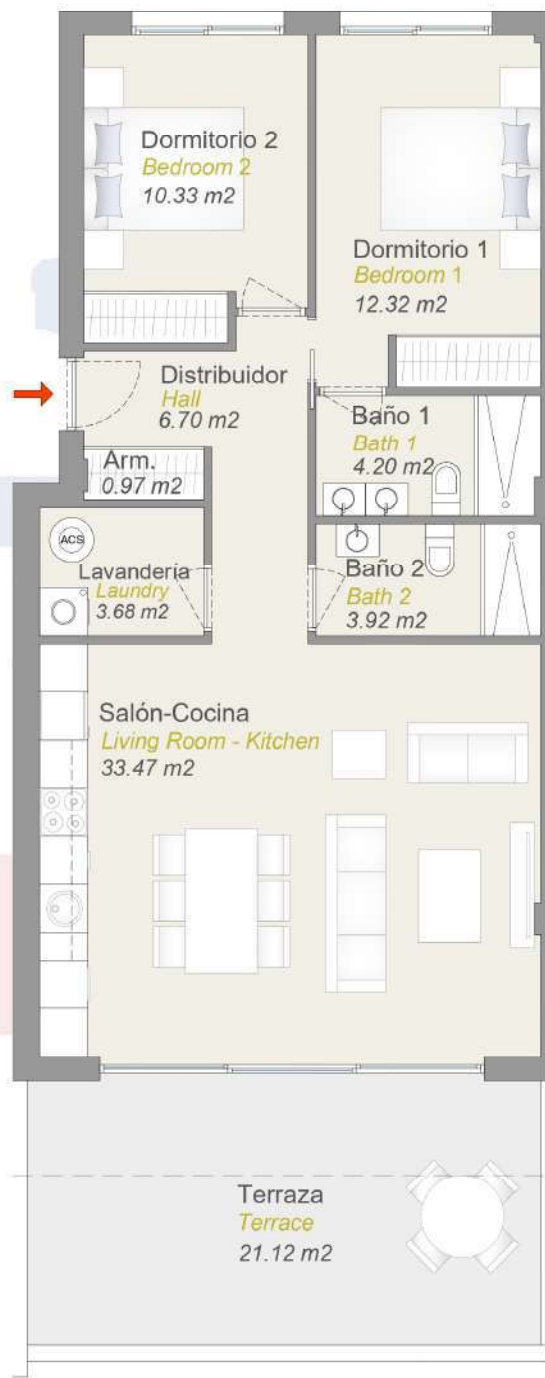 Dormitorio 2
Bedroom 2
10.33 m2
Dormitorio 1
Bedroom 1
12.32 m2
Distribuidor
Hall
6.70 m2
Baño 1
Bath 1
4.20 m2
Arm.
0.97 m2
ACS
Lavandería
Laundry
3.68 m2
Baño 2
Bath 2
3.92 m2
Salón-Cocina
Living Room - Kitchen
33.47 m2
Terraza
Terrace
21.12 m2